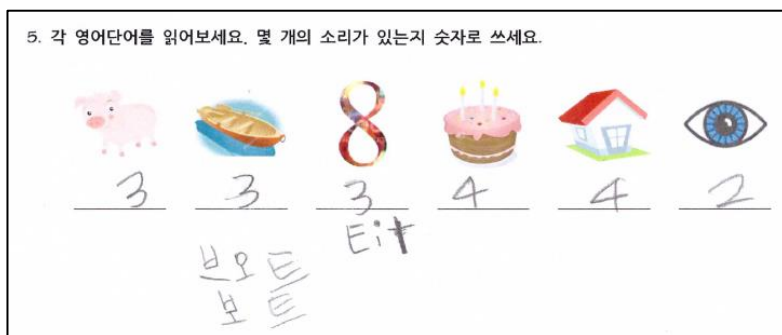 5. 각 영어단어를 읽어보세요. 몇 개의 소리가 있는지 숫자로 쓰세요.
8
3 3 3 4 4 2
Eit
브오트
보트